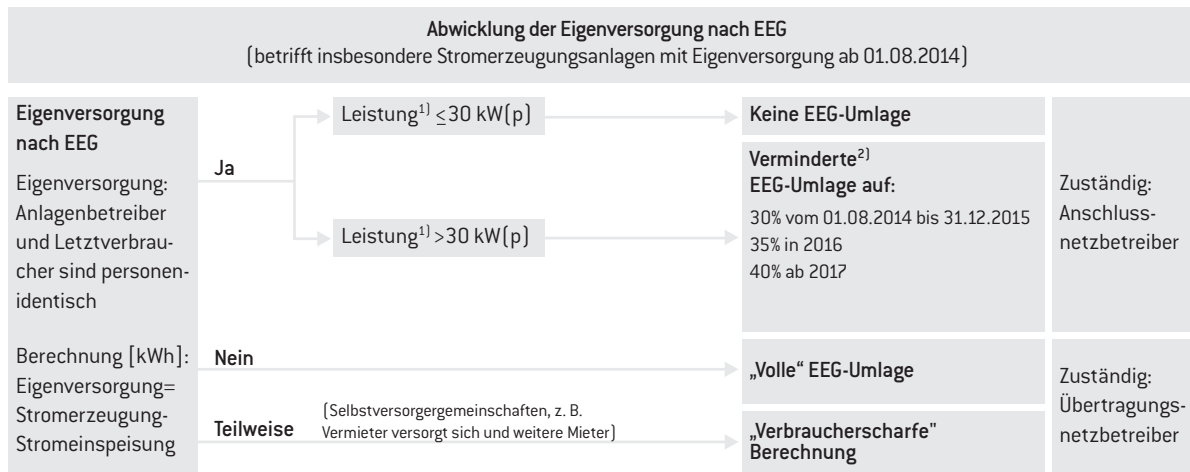 Abwicklung der Eigenversorgung nach EEG
(betrifft insbesondere Stromerzeugungsanlagen mit Eigenversorgung ab 01.08.2014)
Eigenversorgung
nach EEG
Eigenversorgung:
Anlagenbetreiber
und Letztverbrau-
cher sind personen-
identisch
Berechnung [kWh]:
Eigenversorgung=
Stromerzeugung-
Stromeinspeisung
Ja
Leistung1) ≤30 kW(p)
Keine EEG-Umlage
Leistung1) >30 kW(p)
Verminderte2)
EEG-Umlage auf:
30% vom 01.08.2014 bis 31.12.2015
35% in 2016
40% ab 2017
Zuständig:
Anschluss-
netzbetreiber
Nein
„Volle“ EEG-Umlage
Teilweise
(Selbstversorgergemeinschaften, z. B.
Vermieter versorgt sich und weitere Mieter)
„Verbraucherscharfe"
Berechnung
Zuständig:
Übertragungs-
netzbetreiber